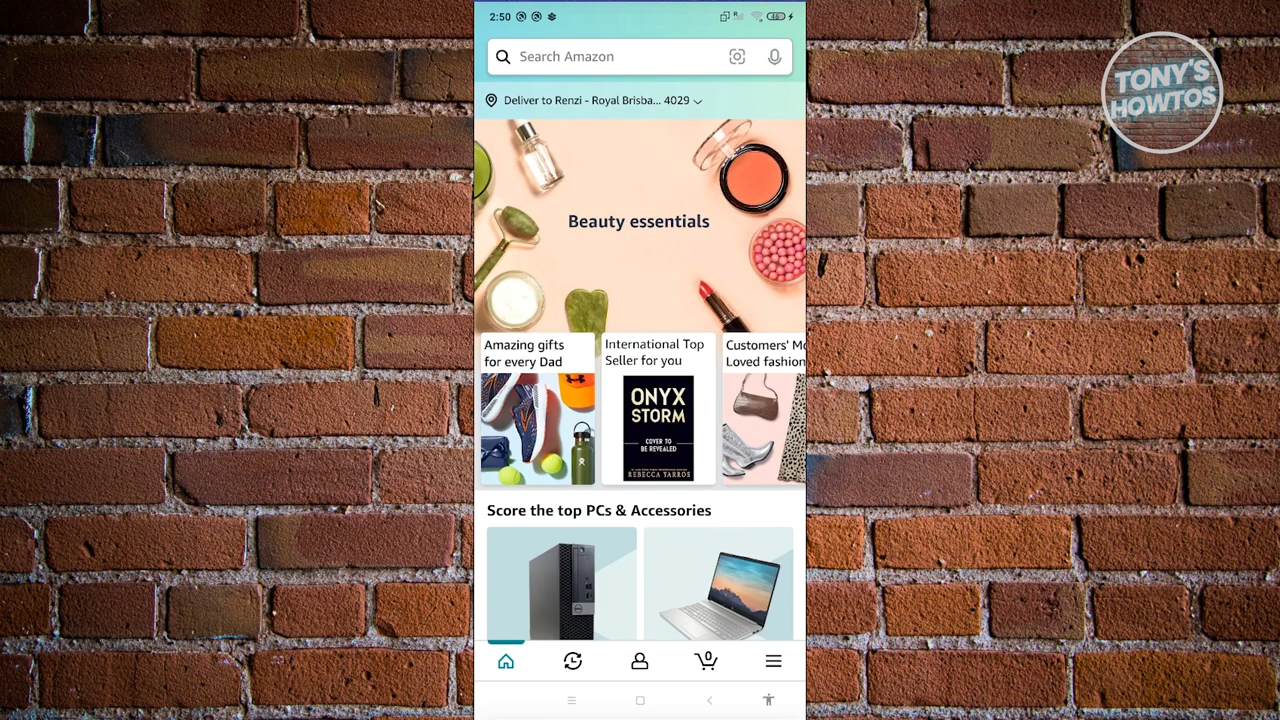 2:50
46
TONY'S
HOWTOS
Search Amazon
Deliver to Renzi - Royal Brisba... 4029
Beauty essentials
Amazing gifts
for every Dad
International Top
Seller for you
Customers' Mo
Loved fashion
ONYX
STORM
COVER TO
BE REVEALED
REBECCA YARROS
Score the top PCs & Accessories
0